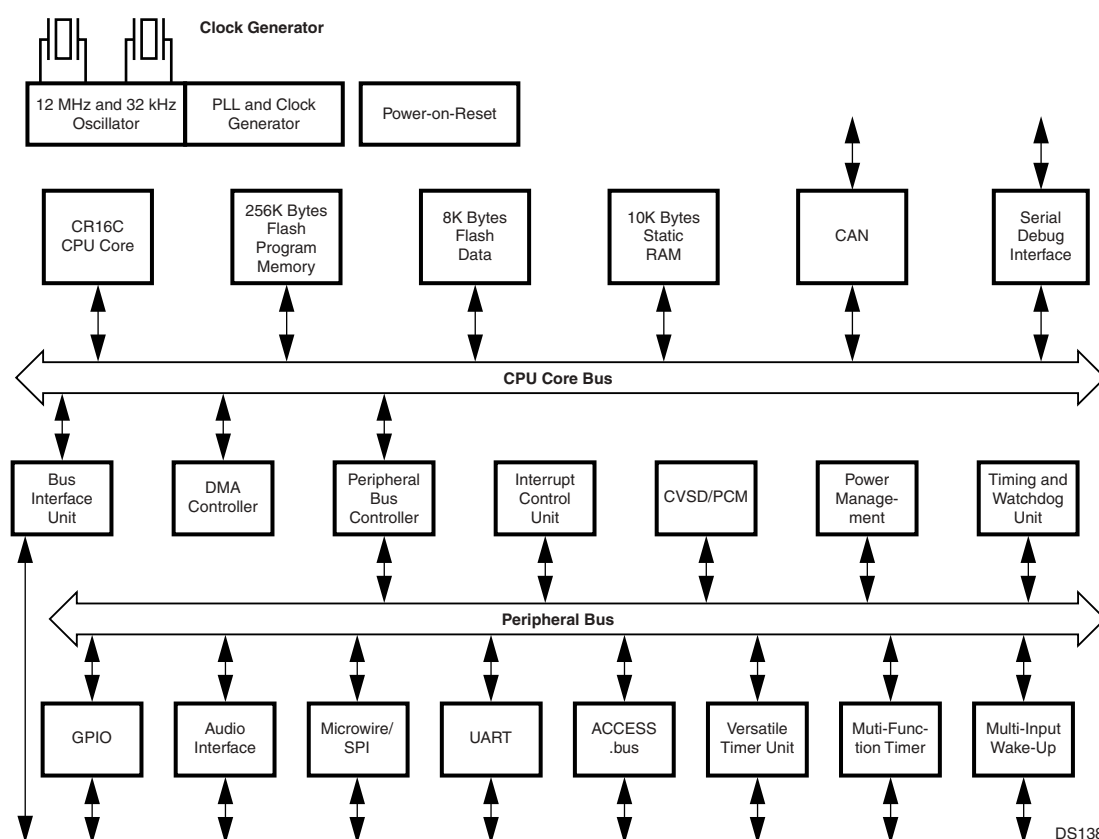 Clock Generator
12 MHz and 32 kHz
Oscillator
PLL and Clock
Generator
Power-on-Reset
CR16C
CPU Core
256K Bytes
Flash
Program
Memory
8K Bytes
Flash
Data
10K Bytes
Static
RAM
CAN
Serial
Debug
Interface
CPU Core Bus
Bus
Interface
Unit
DMA
Controller
Peripheral
Bus
Controller
Interrupt
Control
Unit
CVSD/PCM
Power
Manage-
ment
Timing and
Watchdog
Unit
Peripheral Bus
GPIO
Audio
Interface
Microwire/
SPI
UART
ACCESS
.bus
Versatile
Timer Unit
Muti-Func-
tion Timer
Multi-Input
Wake-Up
DS138